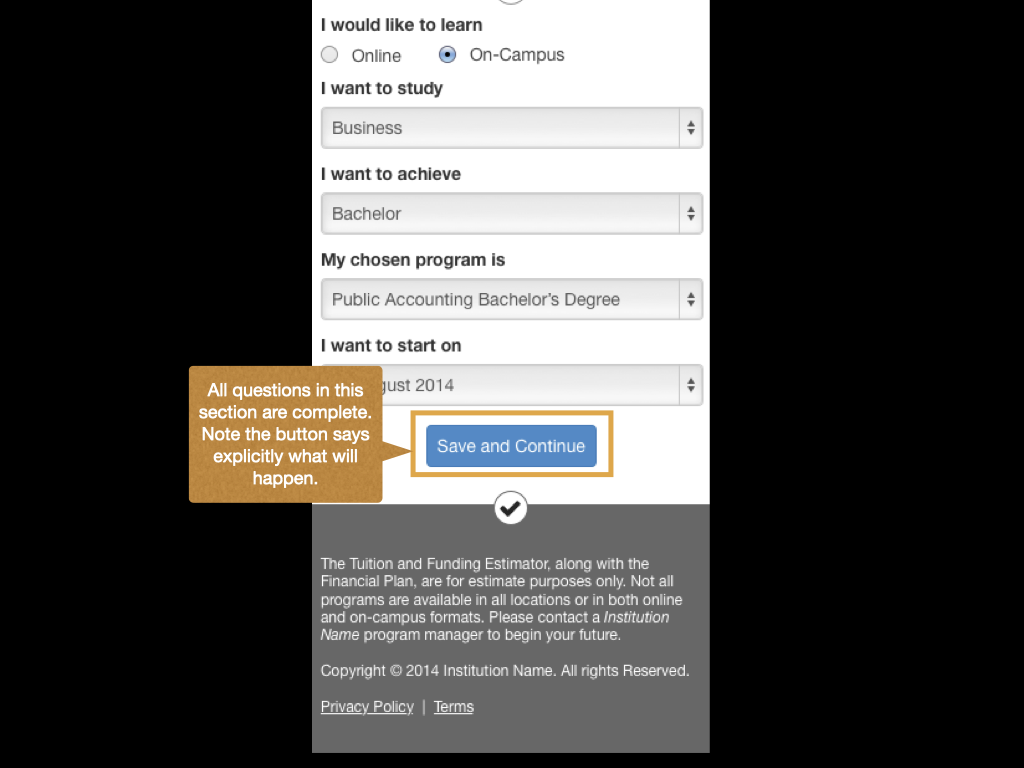 I would like to learn
Online
On-Campus
I want to study
Business
I want to achieve
Bachelor
My chosen program is
Public Accounting Bachelor’s Degree
I want to start on
2014
All questions in this
section are complete.
Note the button says
explicitly what will
happen.
Save and Continue
The Tuition and Funding Estimator, along with the
Financial Plan, are for estimate purposes only. Not all
programs are available in all locations or in both online
and on-campus formats. Please contact a Institution
Name program manager to begin your future.
Copyright © 2014 Institution Name. All rights Reserved.
Privacy Policy | Terms